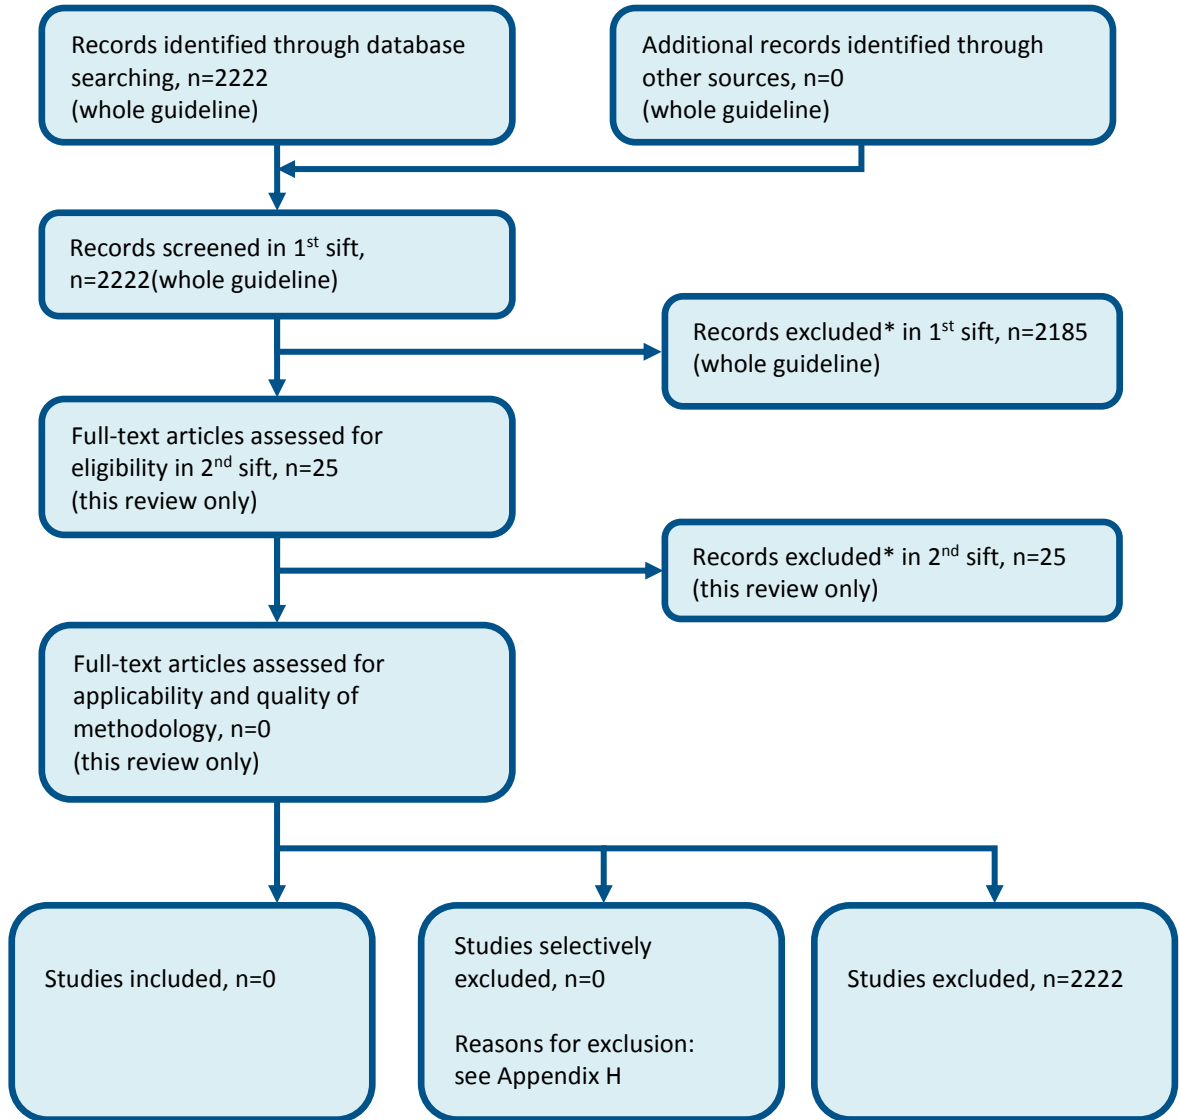 Records identified through database
searching, n=2222
(whole guideline)
Additional records identified through
other sources, n=0
(whole guideline)
Records screened in 1st sift,
n=2222(whole guideline)
Records excluded* in 1st sift, n=2185
(whole guideline)
Full-text articles assessed for
eligibility in 2nd sift, n=25
(this review only)
Records excluded* in 2nd sift, n=25
(this review only)
Full-text articles assessed for
applicability and quality of
methodology, n=0
(this review only)
Studies included, n=0
Studies selectively
excluded, n=0
Reasons for exclusion:
see Appendix H
Studies excluded, n=2222